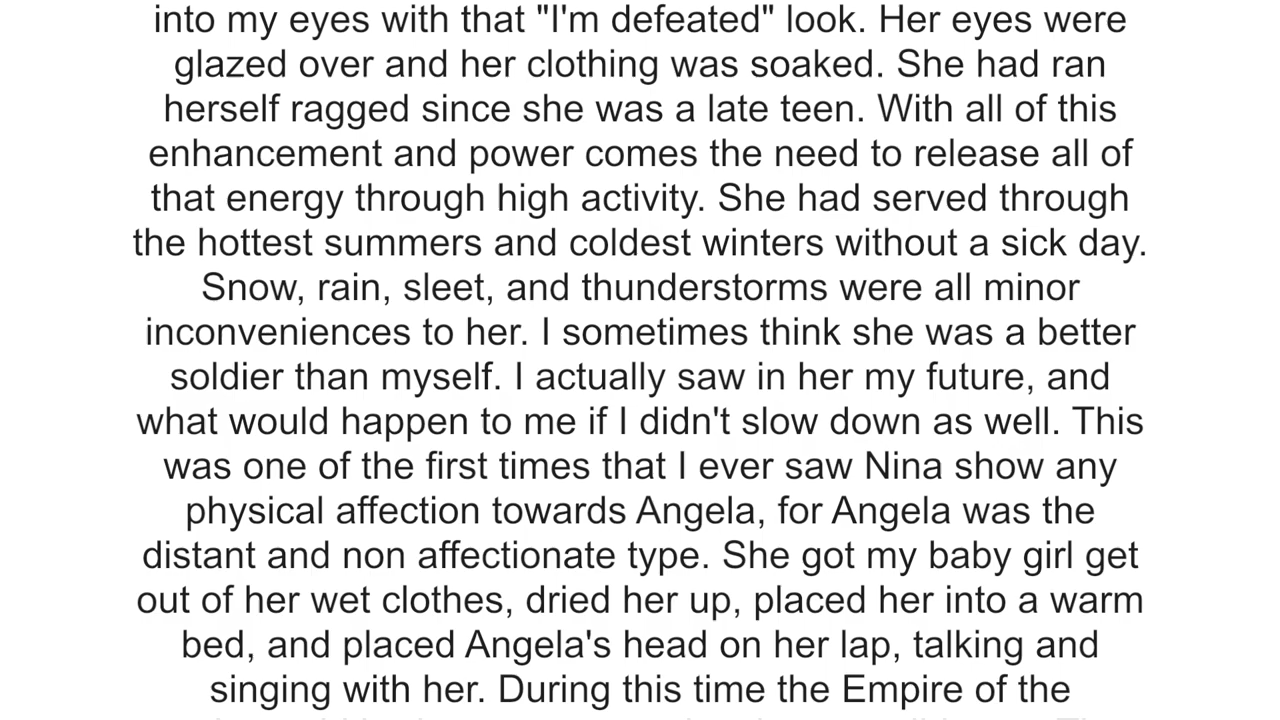 into my eyes with that "I'm defeated" look. Her eyes were
glazed over and her clothing was soaked. She had ran
herself ragged since she was a late teen. With all of this
enhancement and power comes the need to release all of
that energy through high activity. She had served through
the hottest summers and coldest winters without a sick day.
Snow, rain, sleet, and thunderstorms were all minor
inconveniences to her. I sometimes think she was a better
soldier than myself. I actually saw in her my future, and
what would happen to me if I didn't slow down as well. This
was one of the first times that I ever saw Nina show any
physical affection towards Angela, for Angela was the
distant and non affectionate type. She got my baby girl get
out of her wet clothes, dried her up, placed her into a warm
bed, and placed Angela's head on her lap, talking and
singing with her. During this time the Empire of the